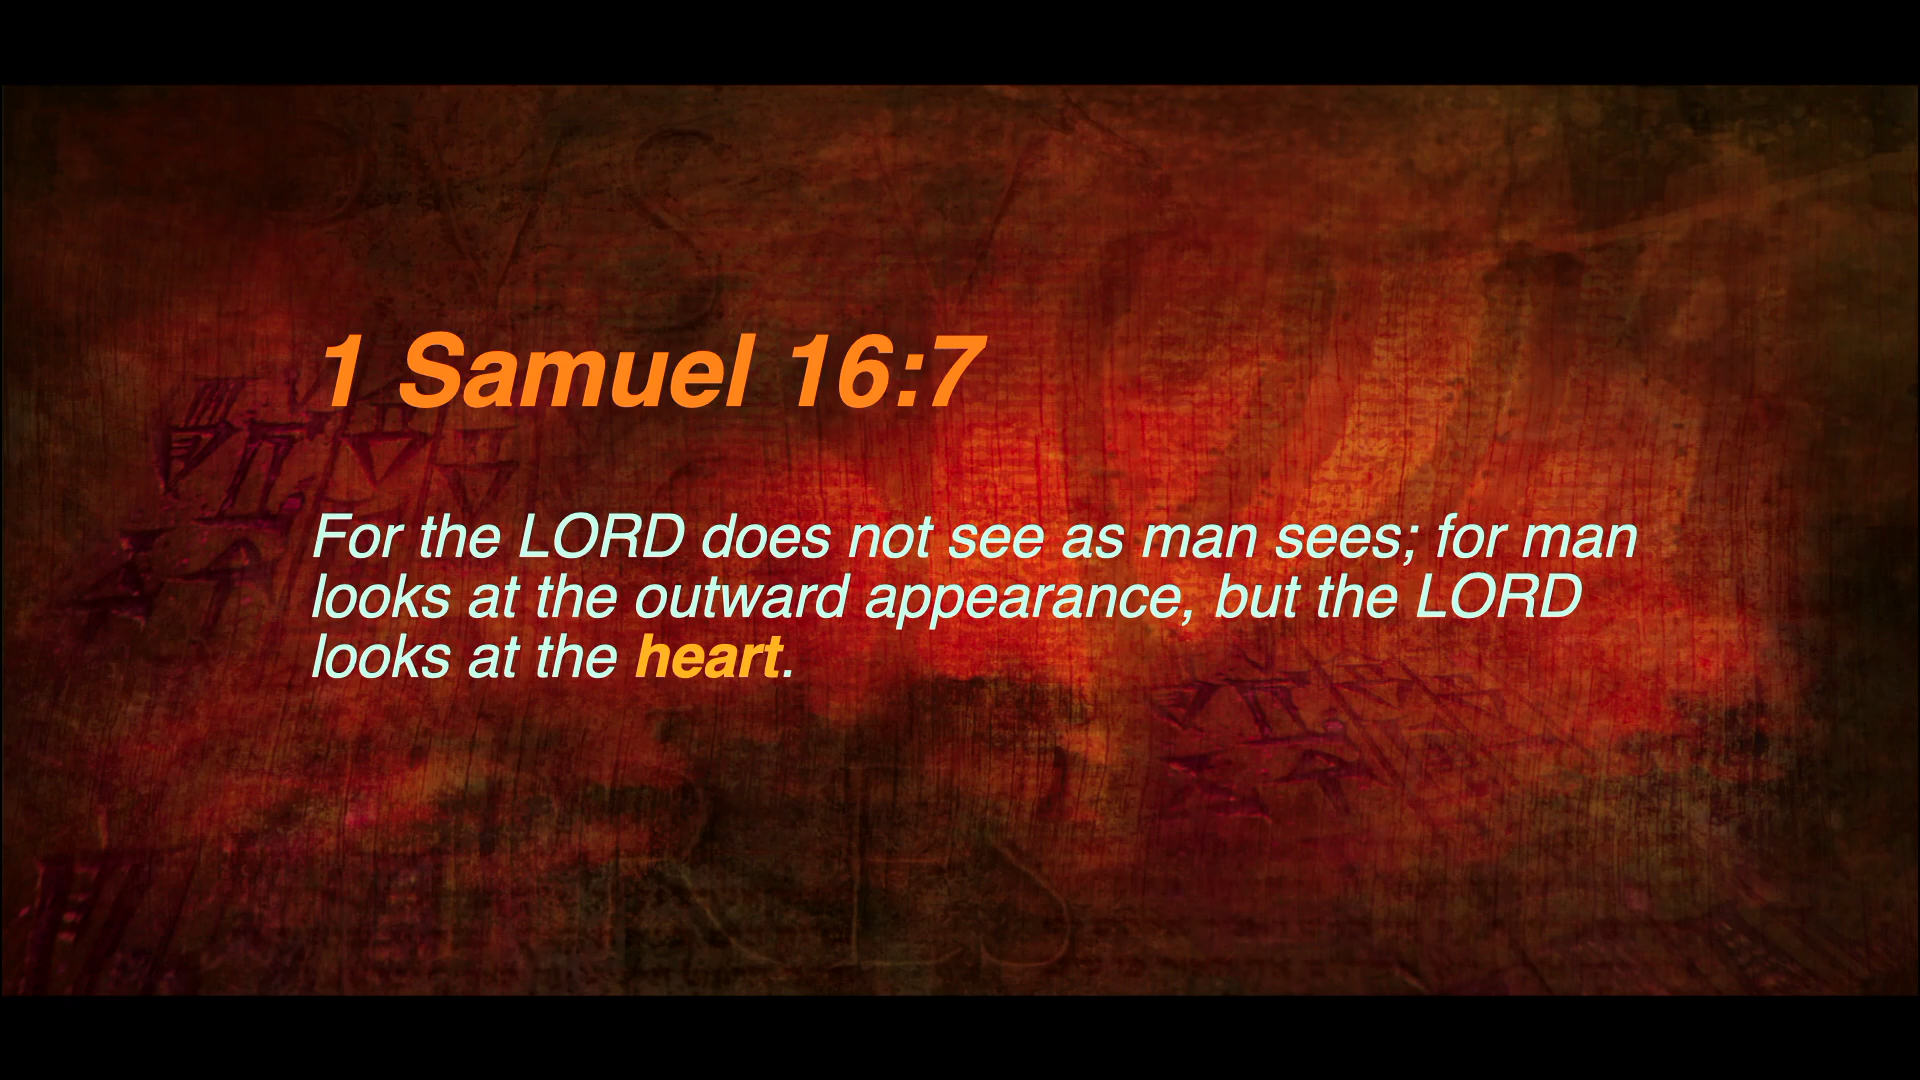 1 Samuel 16:7
For the LORD does not see as man sees; for man
looks at the outward appearance, but the LORD
looks at the heart.